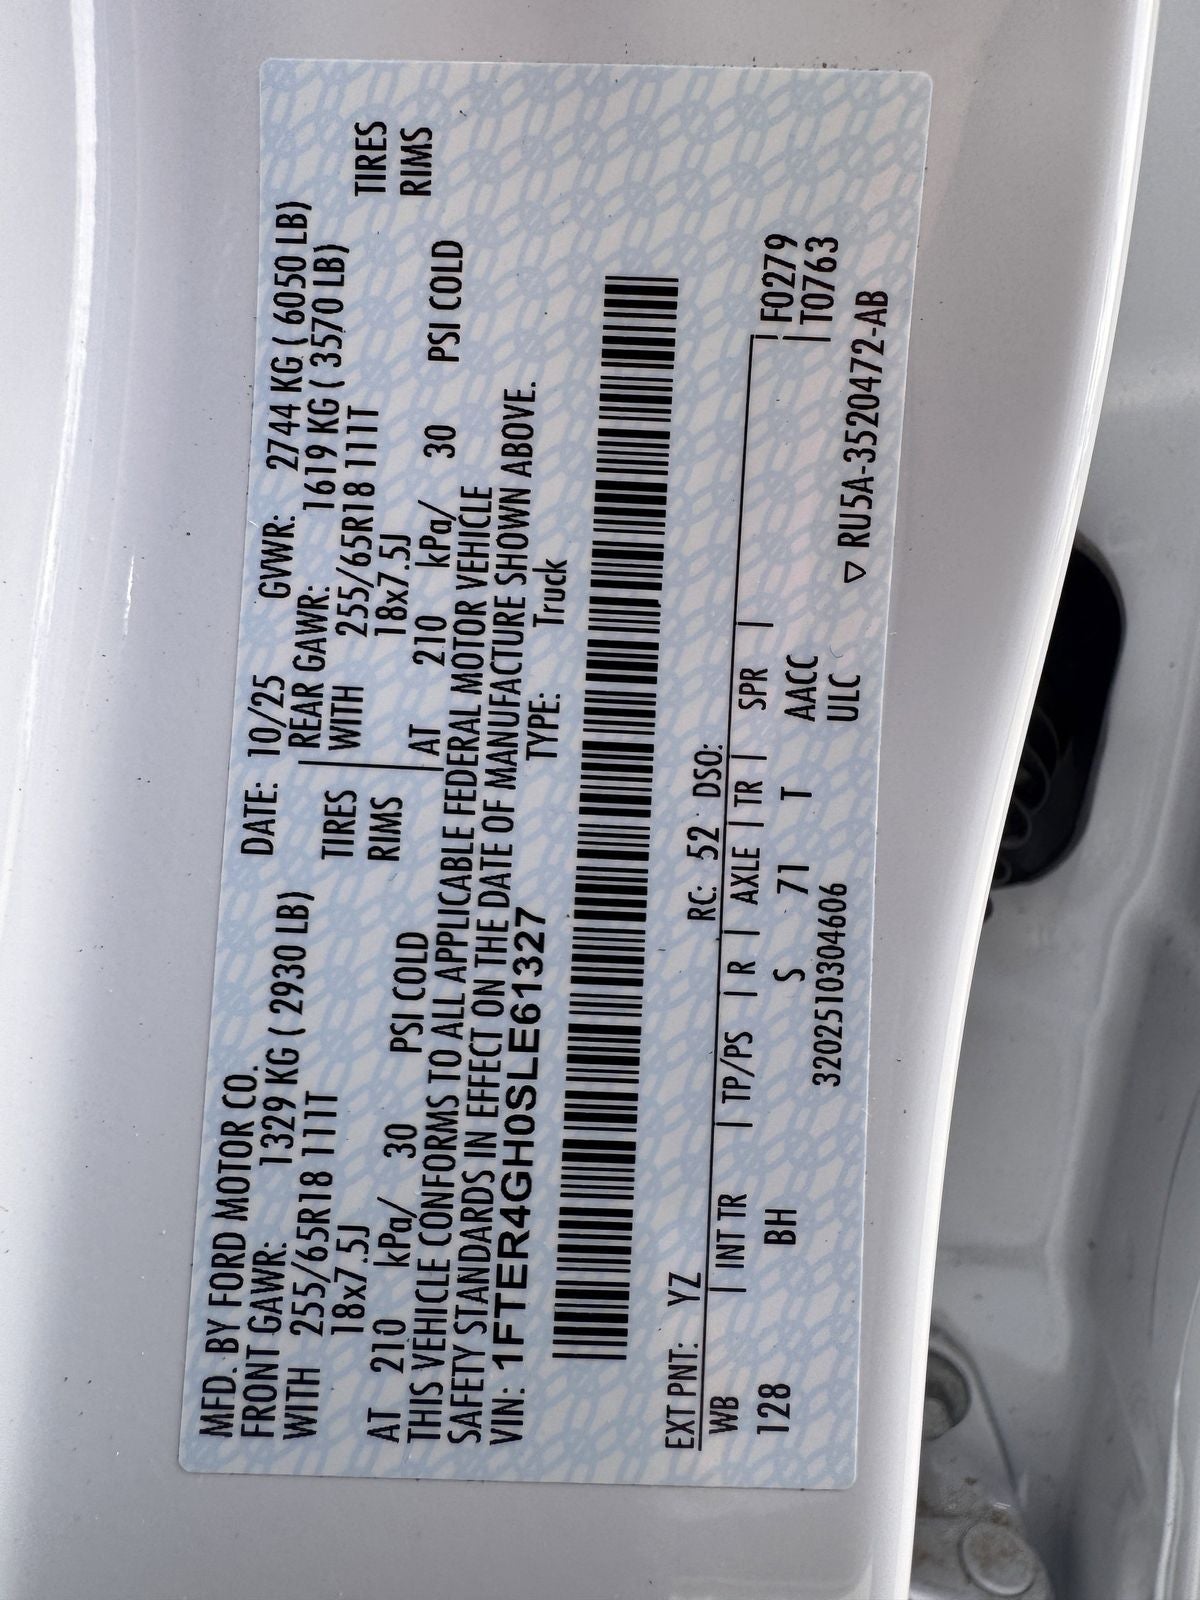 MFD. BY FORD MOTOR CO. DATE: 10/25 GVWR: 2744 KG ( 6050 LB)
FRONT GAWR: 1329 KG ( 2930 LB) REAR GAWR: 1619 KG ( 3570 LB)
WITH 255/65R18 111T TIRES WITH 255/65R18 111T TIRES
18x7.5J RIMS 18x7.5J RIMS
AT 210 kPa/ 30 PSI COLD AT 210 kPa/ 30 PSI COLD
THIS VEHICLE CONFORMS TO ALL APPLICABLE FEDERAL MOTOR VEHICLE
SAFETY STANDARDS IN EFFECT ON THE DATE OF MANUFACTURE SHOWN ABOVE.
VIN: 1FTER4GH0SLE61327 TYPE: Truck
EXT PNT: YZ RC: 52 DSO:
WB | INT TR | TP/PS | R | AXLE | TR | SPR | F0279
128 BH S 71 T AACC T0763
3202510304606 ULC
▽ RU5A-3520472-AB